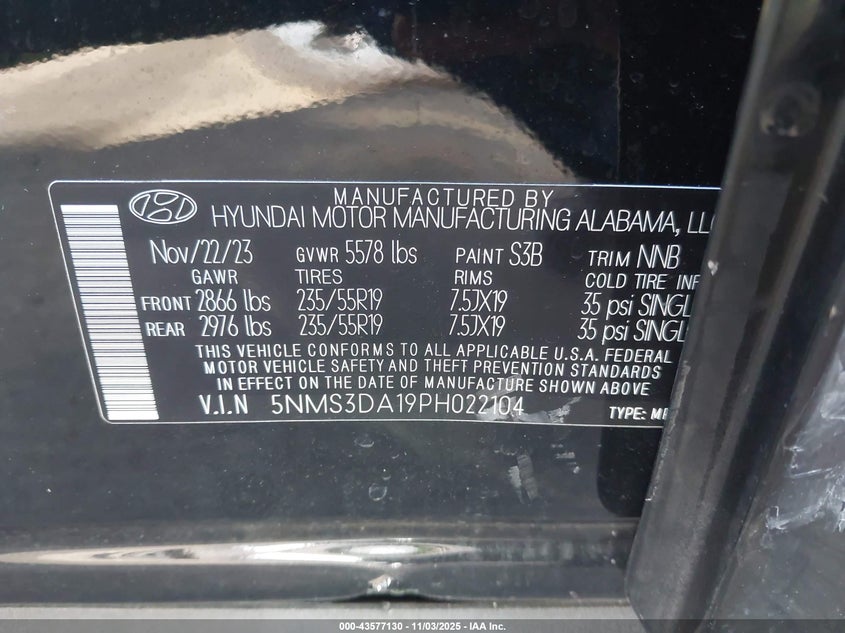 MANUFACTURED BY
HYUNDAI MOTOR MANUFACTURING ALABAMA, LLC
Nov/22/23 GVWR 5578 lbs PAINT S3B TRIM NNB
GAWR TIRES RIMS COLD TIRE INF
FRONT 2866 lbs 235/55R19 7.5JX19 35 psi SINGL
REAR 2976 lbs 235/55R19 7.5JX19 35 psi SINGL
THIS VEHICLE CONFORMS TO ALL APPLICABLE U.S.A. FEDERAL
MOTOR VEHICLE SAFETY AND THEFT PREVENTION STANDARDS
IN EFFECT ON THE DATE OF MANUFACTURE SHOWN ABOVE
V.I.N 5NMS3DA19PH022104 TYPE:
000-43577130 - 11/03/2025 - IAA Inc.